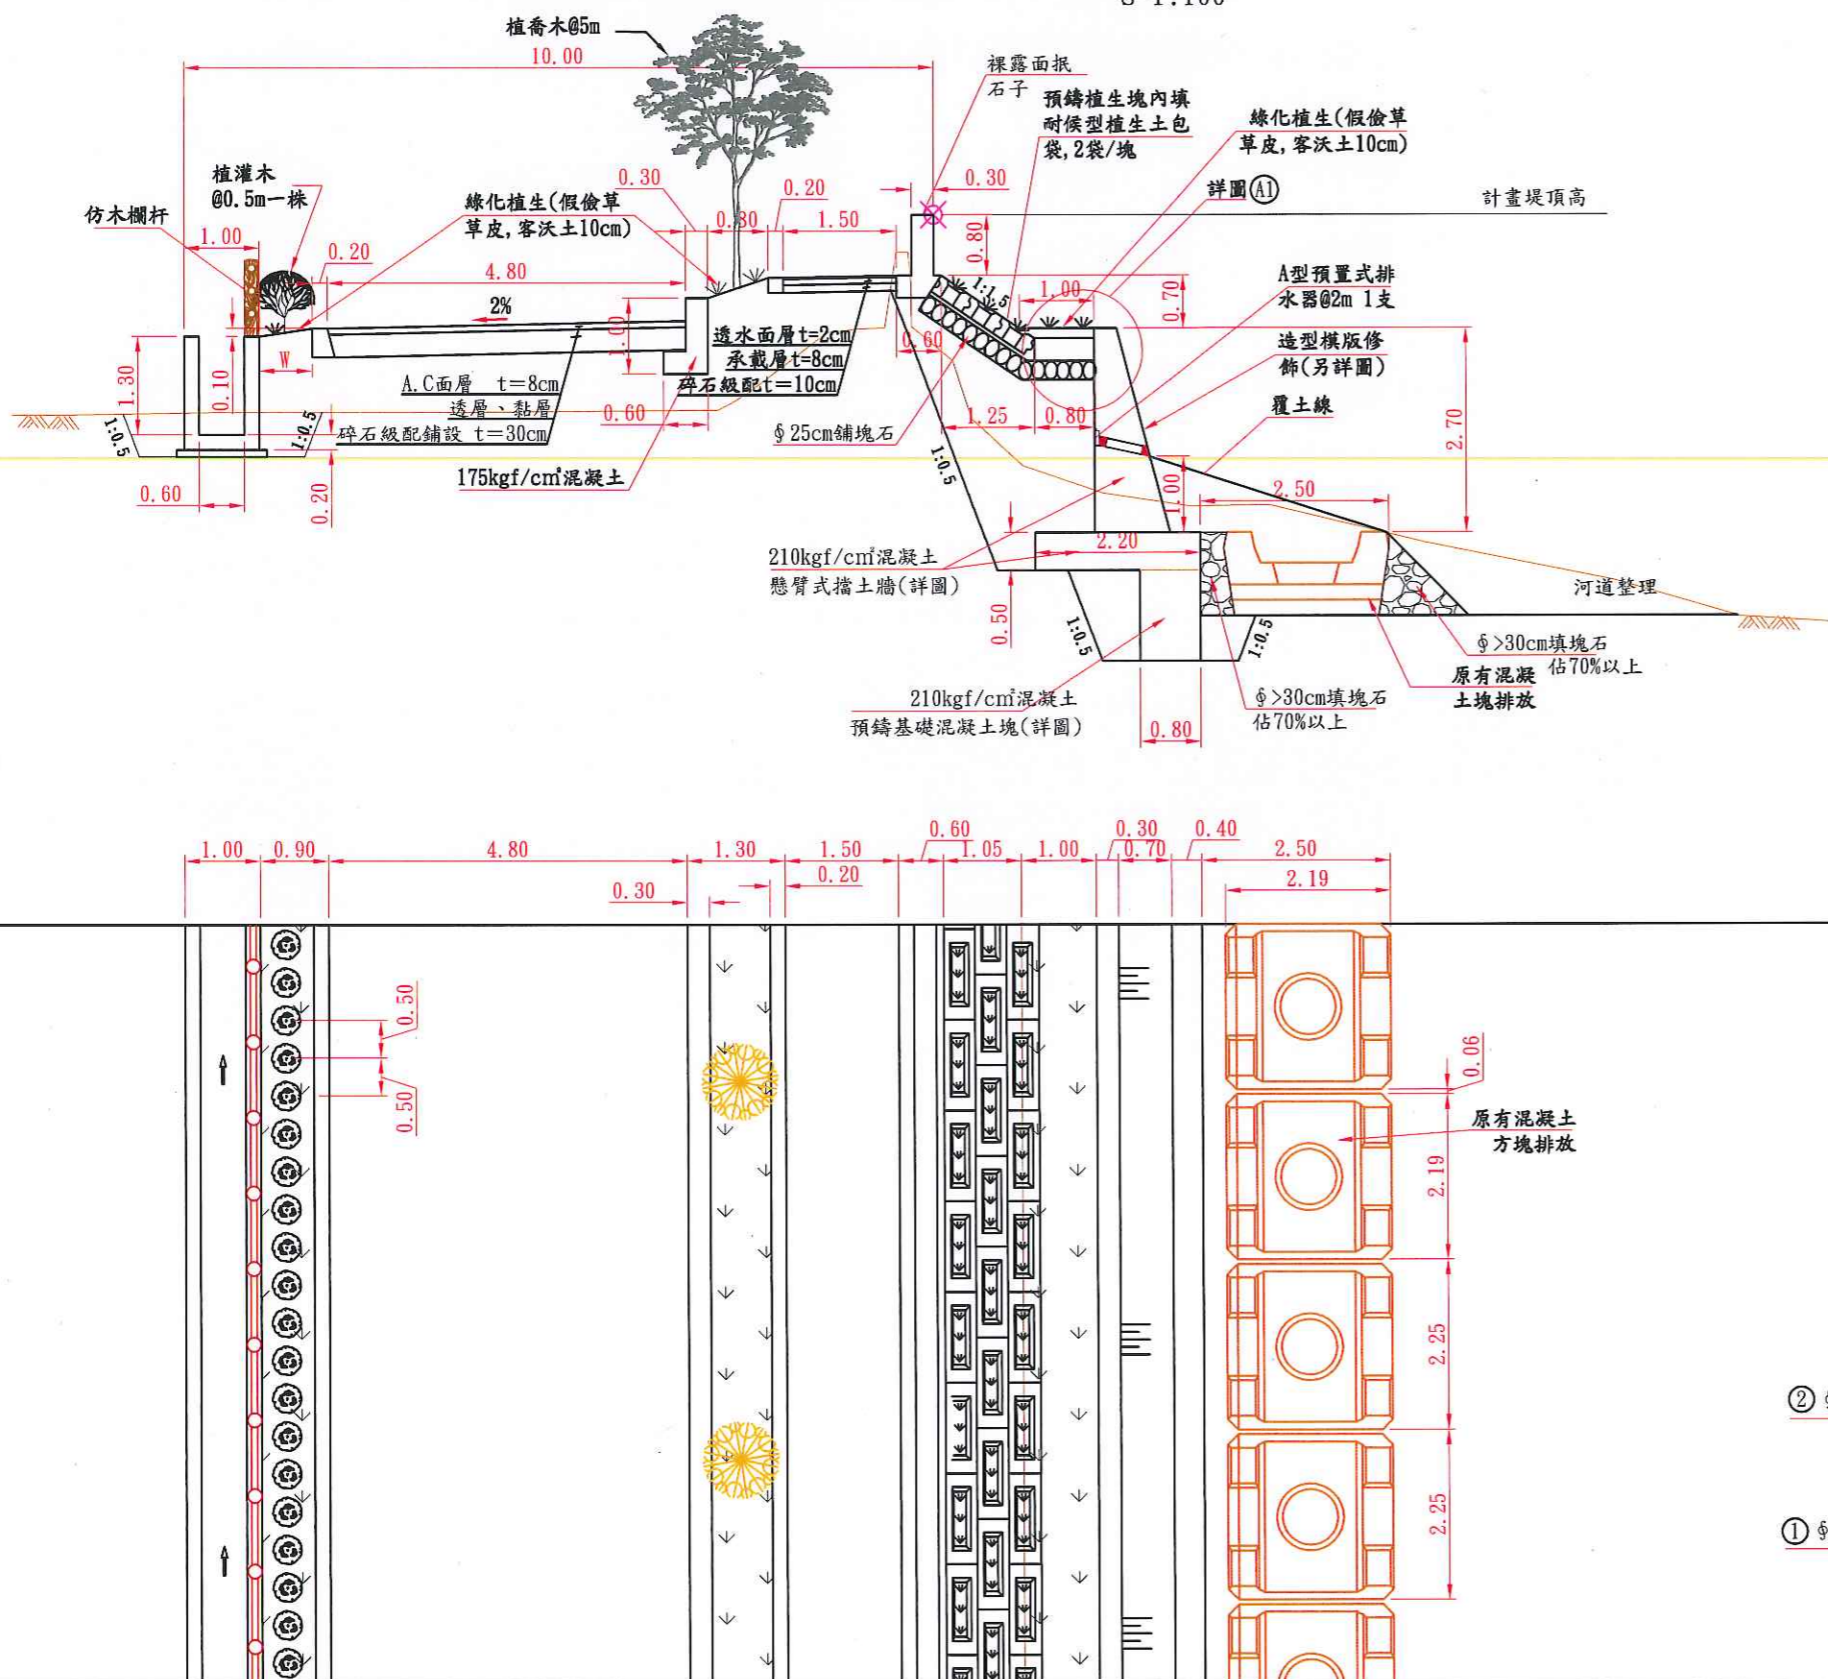 S 1:100
植喬木@5m
10.00
裸露面抿
石子
預鑄植生塊內填
耐候型植生土包
袋,2袋/塊
綠化植生(假儉草
草皮,客沃土10cm)
植灌木
@0.5m一株
0.30
0.20
0.30
詳圖A1
計畫堤頂高
仿木欄杆
綠化植生(假儉草
草皮,客沃土10cm)
0.80
1.50
1.00
0.20
0.80
4.80
1:1.5
1.00
0.70
A型預置式排
水器@2m 1支
2%
1.00
透水面層t=2cm
承載層t=8cm
碎石級配t=10cm
0.60
造型模版修
飾(另詳圖)
W
1.30
0.10
A.C面層 t=8cm
透層、黏層
碎石級配鋪設 t=30cm
0.60
1.25
0.80
覆土線
2.70
1:0.5
1:0.5
∮25cm舖塊石
1:0.5
175kgf/cm²混凝土
0.60
0.20
1.00
2.50
2.20
210kgf/cm²混凝土
懸臂式擋土牆(詳圖)
0.50
1:0.5
1:0.5
河道整理
∮>30cm填塊石
佔70%以上
原有混凝
土塊排放
210kgf/cm²混凝土
預鑄基礎混凝土塊(詳圖)
0.80
∮>30cm填塊石
佔70%以上
0.60
0.30
0.40
1.00
0.90
4.80
1.30
1.50
1.05
1.00
0.70
2.50
0.30
0.20
2.19
0.50
0.50
0.06
原有混凝土
方塊排放
2.19
2.25
2
2.25
1